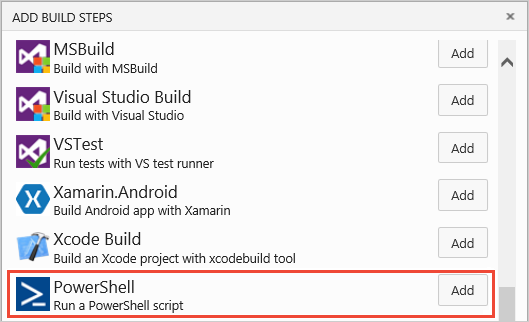 ADD BUILD STEPS
MSBuild
Build with MSBuild
Add
Visual Studio Build
Build with Visual Studio
Add
VSTest
Run tests with VS test runner
Add
Xamarin.Android
Build Android app with Xamarin
Add
Xcode Build
Build an Xcode project with xcodebuild tool
Add
PowerShell
Run a PowerShell script
Add